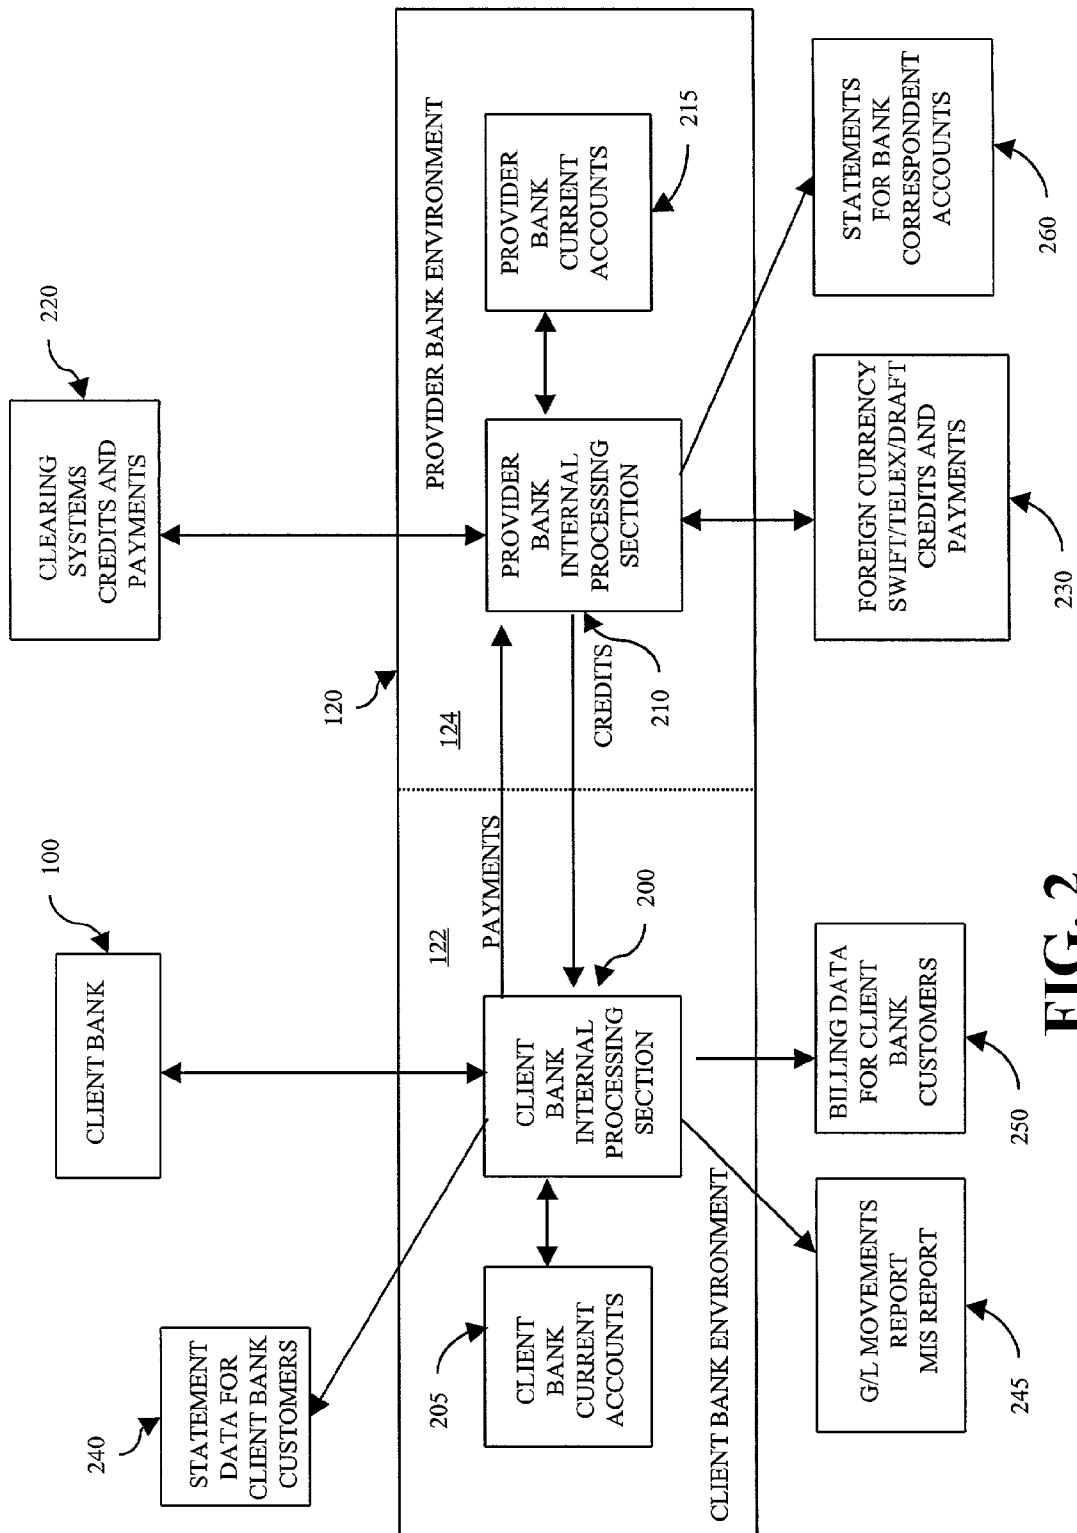 240
STATEMENT
DATA FOR
CLIENT BANK
CUSTOMERS
CLIENT BANK
100
CLEARING
SYSTEMS
CREDITS AND
PAYMENTS
220
205
CLIENT
BANK
CURRENT
ACCOUNTS
CLIENT BANK ENVIRONMENT
CLIENT
BANK
INTERNAL
PROCESSING
SECTION
200
122
PAYMENTS
120
124
CREDITS
210
PROVIDER BANK ENVIRONMENT
PROVIDER
BANK
INTERNAL
PROCESSING
SECTION
PROVIDER
BANK
CURRENT
ACCOUNTS
215
G/L MOVEMENTS
REPORT
MIS REPORT
245
BILLING DATA
FOR CLIENT
BANK
CUSTOMERS
250
FOREIGN CURRENCY
SWIFT/TELEX/DRAFT
CREDITS AND
PAYMENTS
230
STATEMENTS
FOR BANK
CORRESPONDENT
ACCOUNTS
260
FIG. 2